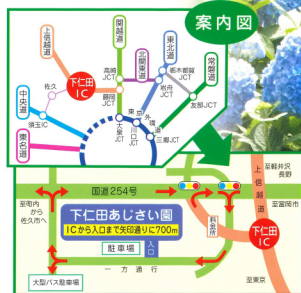 案内図
関越道
上信越道
北関東道
東北道
常磐道
高崎JCT
栃木都賀JCT
岩舟JCT
友部JCT
下仁田IC
藤岡JCT
佐久
中央道
須玉IC
東名道
東京外環道
大泉JCT
川口JCT
三郷JCT
至軽井沢
長野
国道254号
上信越道
至町内から佐久市へ
至富岡市
下仁田あじさい園
ICから入口まで矢印通りに700m
料金所
下仁田IC
駐車場
入口
一方通行
至東京
大型バス駐車場